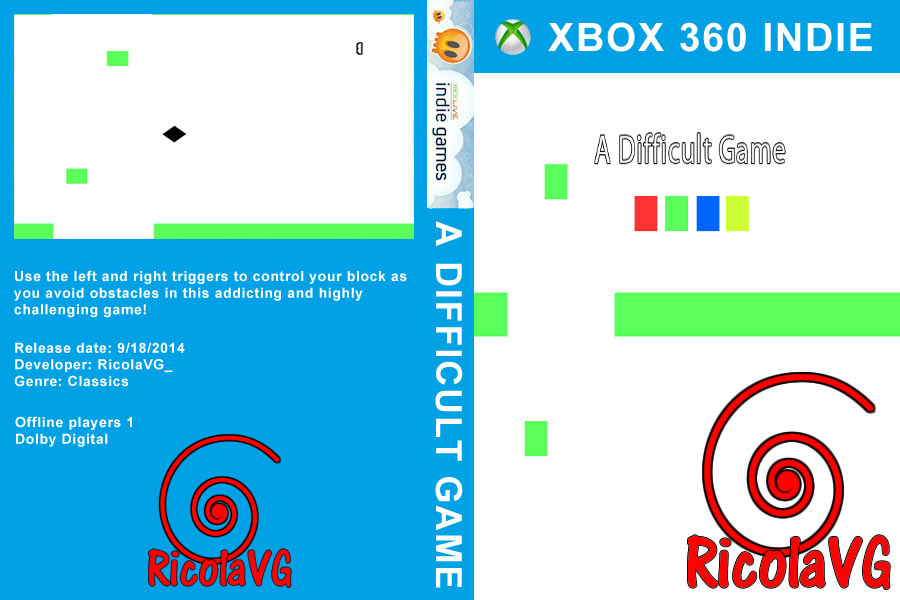 0
Use the left and right triggers to control your block as
you avoid obstacles in this addicting and highly
challenging game!
Release date: 9/18/2014
Developer: RicolaVG_
Genre: Classics
Offline players 1
Dolby Digital
RicolaVG
XBOX LIVE
indie games
A DIFFICULT GAME
XBOX 360 INDIE
A Difficult Game
RicolaVG